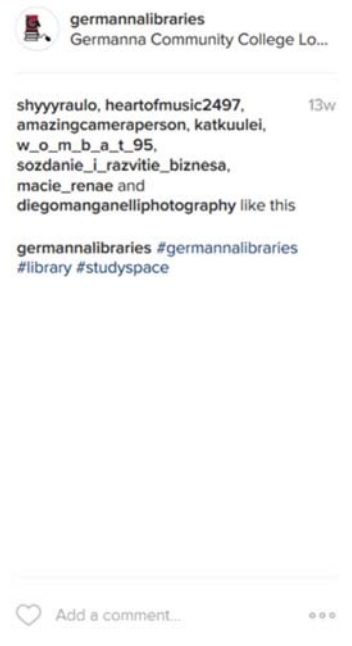 germannalibraries
Germanna Community College Lo...
shyyyraulo, heartofmusic2497, 13w
amazingcameraperson, katkuulei,
w_o_m_b_a_t_95,
sozdanie_i_razvitie_biznesa,
macie_renae and
diegomanganelliphotography like this
germannalibraries #germannalibraries
#library #studyspace
Add a comment...